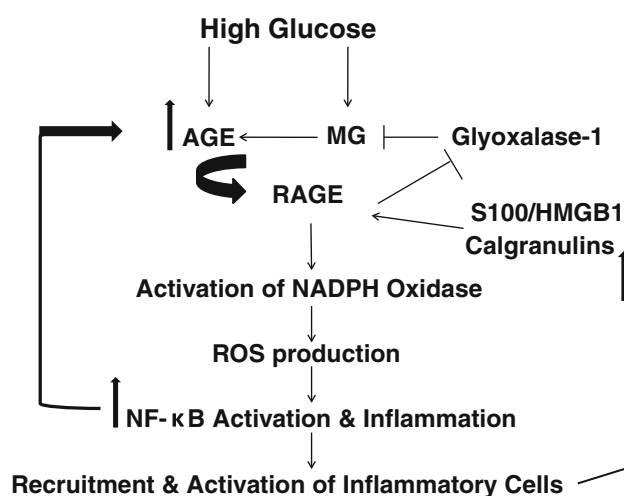 High Glucose
AGE
MG
Glyoxalase-1
RAGE
S100/HMGB1
Calgranulins
Activation of NADPH Oxidase
ROS production
NF-κB Activation & Inflammation
Recruitment & Activation of Inflammatory Cells